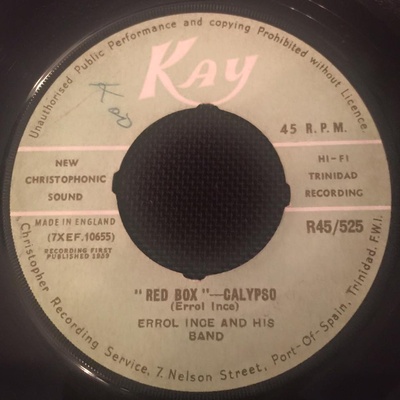 Unauthorised Public Performance and copying Prohibited without Licence.
KAY
45 R.P.M.
NEW
CHRISTOPHONIC
SOUND
HI-FI
TRINIDAD
RECORDING
MADE IN ENGLAND
(7XEF.10655)
RECORDING FIRST
PUBLISHED 1959
R45/525
"RED BOX"—CALYPSO
(Errol Ince)
ERROL INCE AND HIS
BAND
Christopher Recording Service, 7. Nelson Street, Port-Of-Spain, Trinidad, B.W.I.